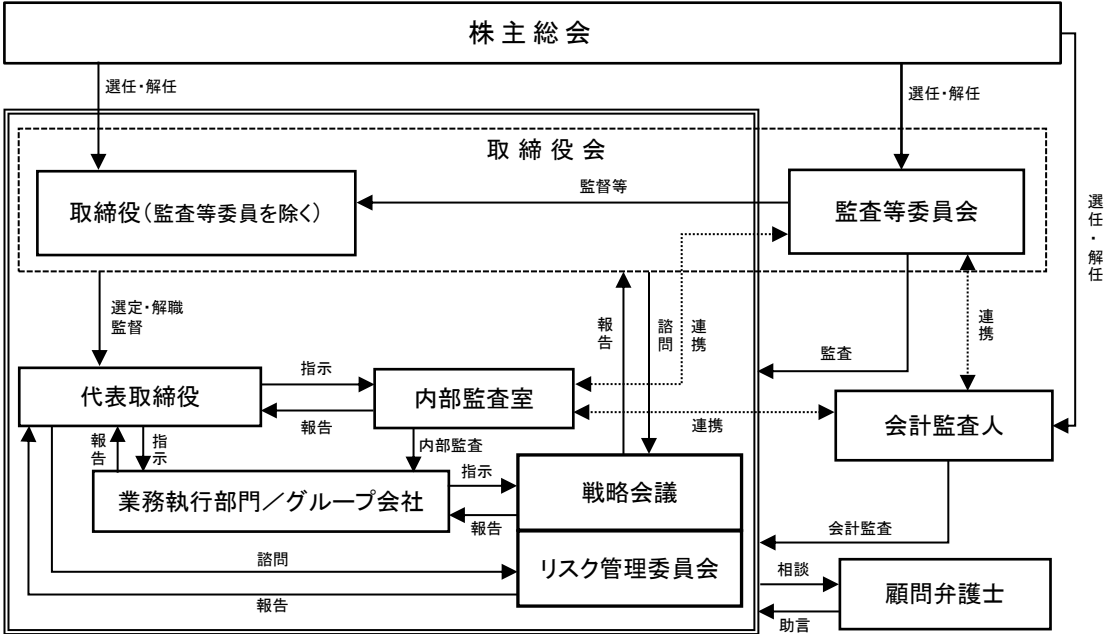 株主総会
選任・解任
選任・解任
選任・解任
取締役会
取締役（監査等委員を除く）
監督等
監査等委員会
選定・解職
監督
報告
諮問
連携
監査
連携
代表取締役
指示
報告
内部監査室
連携
会計監査人
報告
指示
内部監査
業務執行部門／グループ会社
指示
報告
戦略会議
会計監査
諮問
リスク管理委員会
報告
相談
助言
顧問弁護士